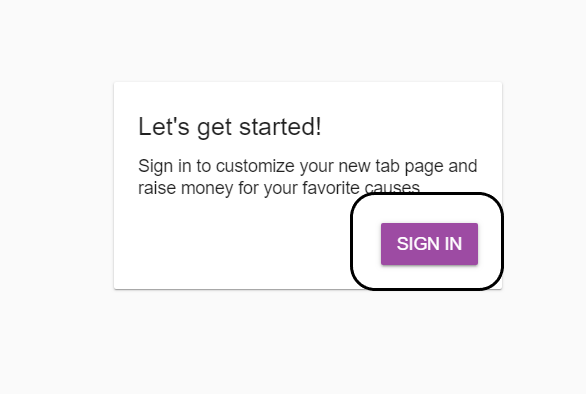 Let's get started!
Sign in to customize your new tab page and
raise money for your favorite causes
SIGN IN